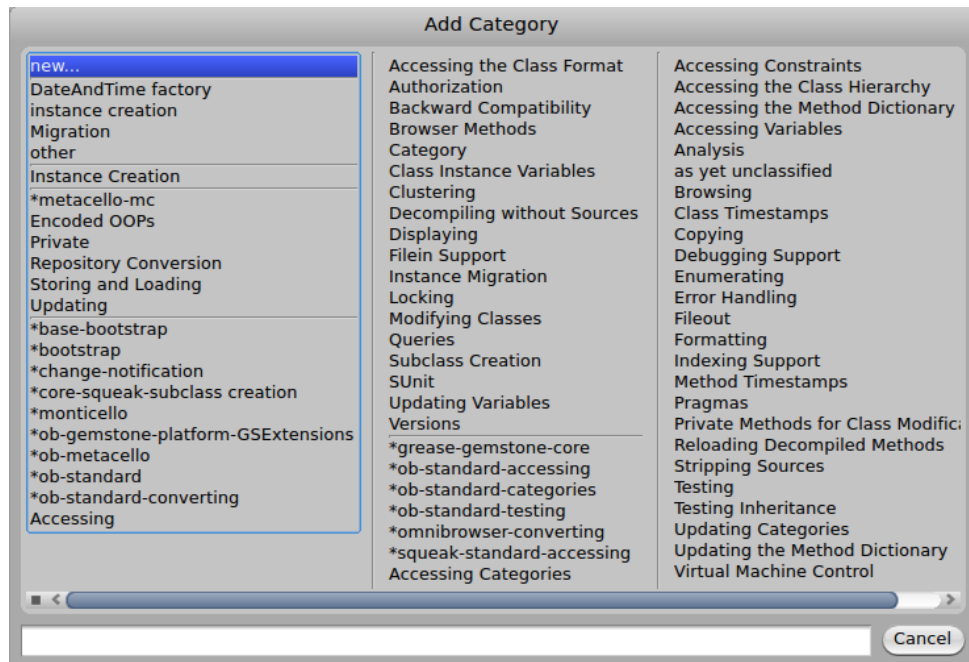 Add Category
new...
DateAndTime factory
instance creation
Migration
other
Instance Creation
*metacello-mc
Encoded OOPs
Private
Repository Conversion
Storing and Loading
Updating
*base-bootstrap
*bootstrap
*change-notification
*core-squeak-subclass creation
*monticello
*ob-gemstone-platform-GSExtensions
*ob-metacello
*ob-standard
*ob-standard-converting
Accessing
Accessing the Class Format
Authorization
Backward Compatibility
Browser Methods
Category
Class Instance Variables
Clustering
Decompiling without Sources
Displaying
Filein Support
Instance Migration
Locking
Modifying Classes
Queries
Subclass Creation
SUnit
Updating Variables
Versions
*grease-gemstone-core
*ob-standard-accessing
*ob-standard-categories
*ob-standard-testing
*omnibrowser-converting
*squeak-standard-accessing
Accessing Categories
Accessing Constraints
Accessing the Class Hierarchy
Accessing the Method Dictionary
Accessing Variables
Analysis
as yet unclassified
Browsing
Class Timestamps
Copying
Debugging Support
Enumerating
Error Handling
Fileout
Formatting
Indexing Support
Method Timestamps
Pragmas
Private Methods for Class Modific
Reloading Decompiled Methods
Stripping Sources
Testing
Testing Inheritance
Updating Categories
Updating the Method Dictionary
Virtual Machine Control
Cancel